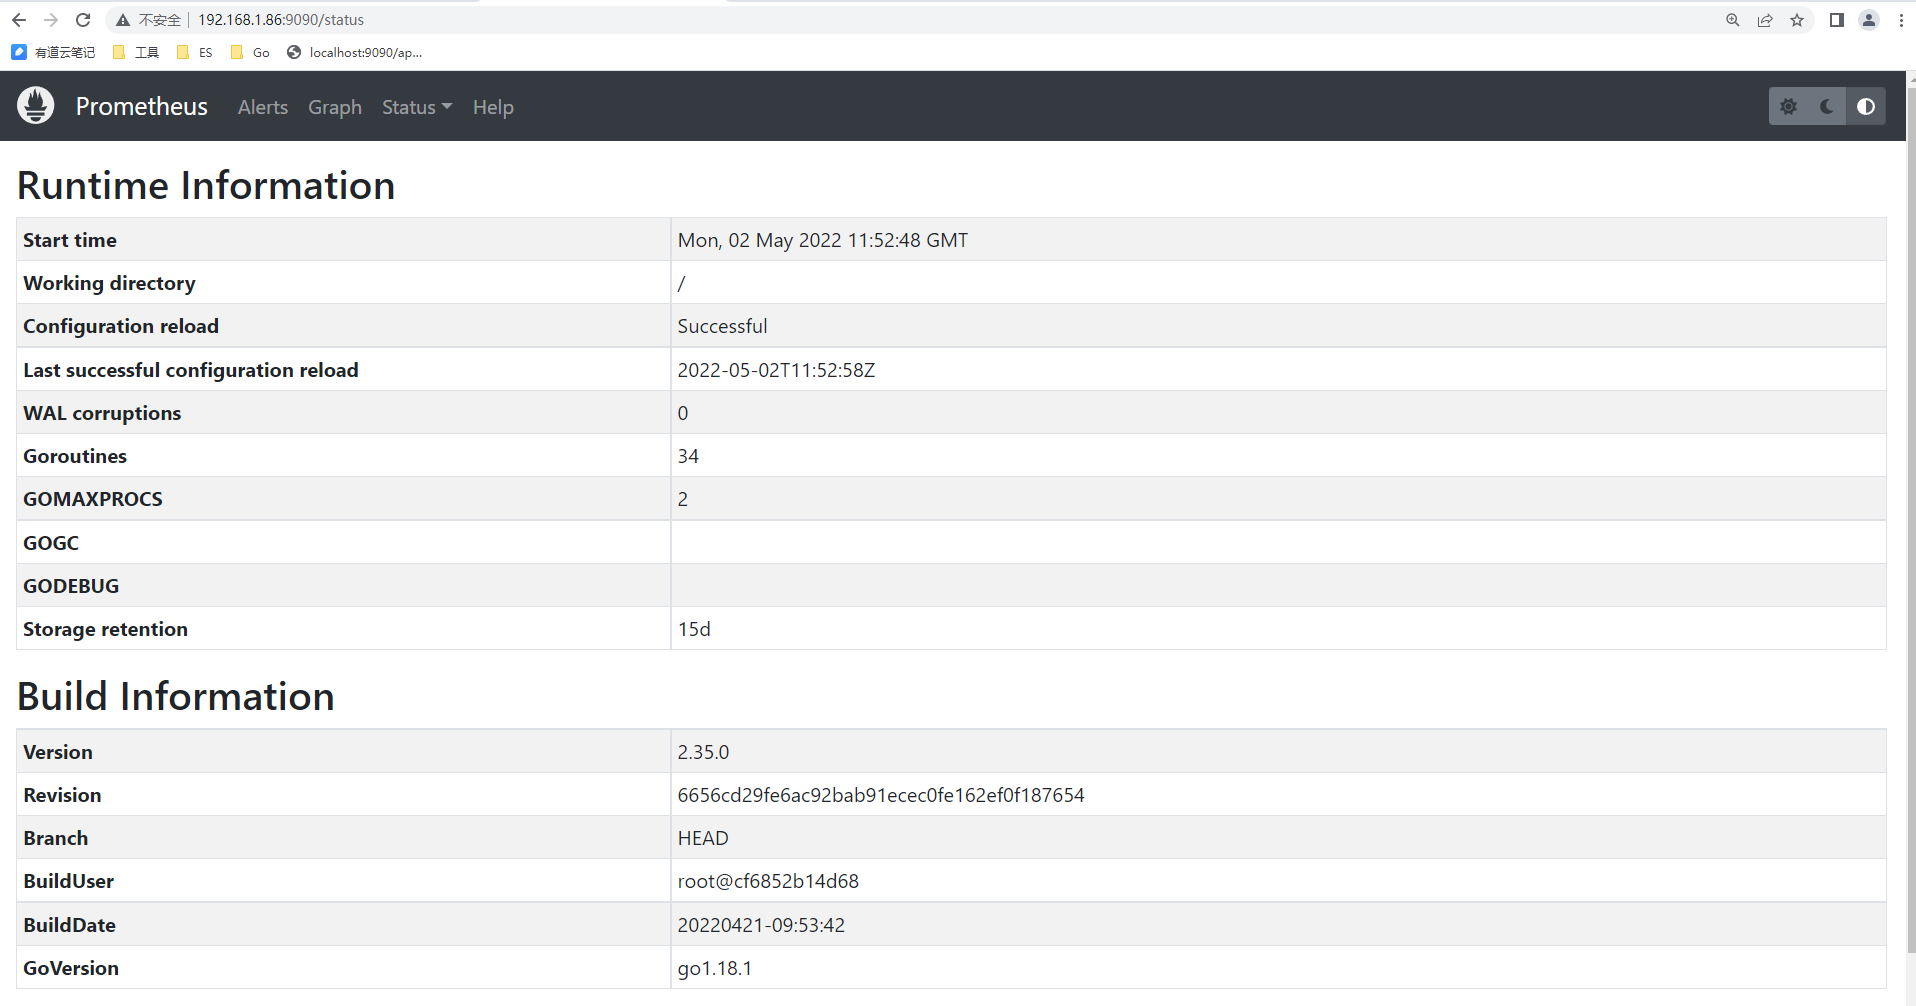 不安全 192.168.1.86:9090/status
有道云笔记 工具 ES Go localhost:9090/ap...
Prometheus Alerts Graph Status Help
Runtime Information
Start time Mon, 02 May 2022 11:52:48 GMT
Working directory /
Configuration reload Successful
Last successful configuration reload 2022-05-02T11:52:58Z
WAL corruptions 0
Goroutines 34
GOMAXPROCS 2
GOGC
GODEBUG
Storage retention 15d
Build Information
Version 2.35.0
Revision 6656cd29fe6ac92bab91ecec0fe162ef0f187654
Branch HEAD
BuildUser root@cf6852b14d68
BuildDate 20220421-09:53:42
GoVersion go1.18.1